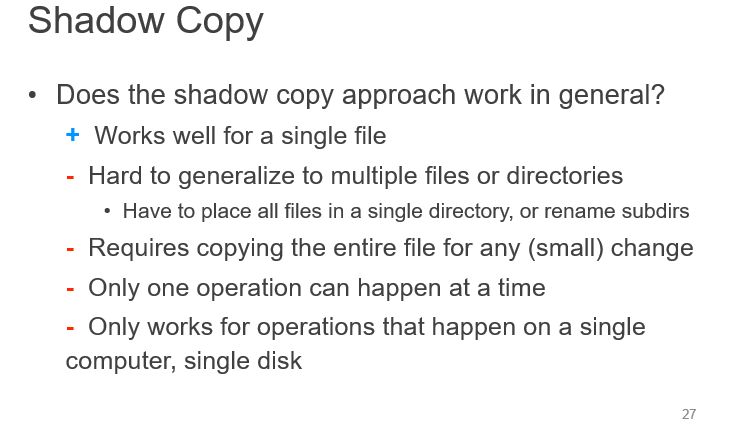 Shadow Copy
• Does the shadow copy approach work in general?
+ Works well for a single file
- Hard to generalize to multiple files or directories
• Have to place all files in a single directory, or rename subdirs
- Requires copying the entire file for any (small) change
- Only one operation can happen at a time
- Only works for operations that happen on a single
computer, single disk
27